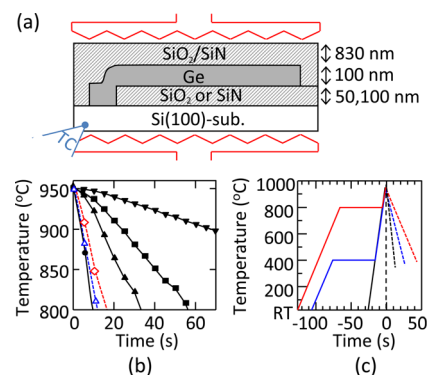 (a)
SiO2/SiN
830 nm
Ge
100 nm
SiO2 or SiN
50,100 nm
Si(100)-sub.
TC
Temperature (°C)
950
900
850
800
0
20
40
60
Time (s)
(b)
Temperature (°C)
1000
800
600
400
200
RT
-100
-50
0
50
Time (s)
(c)